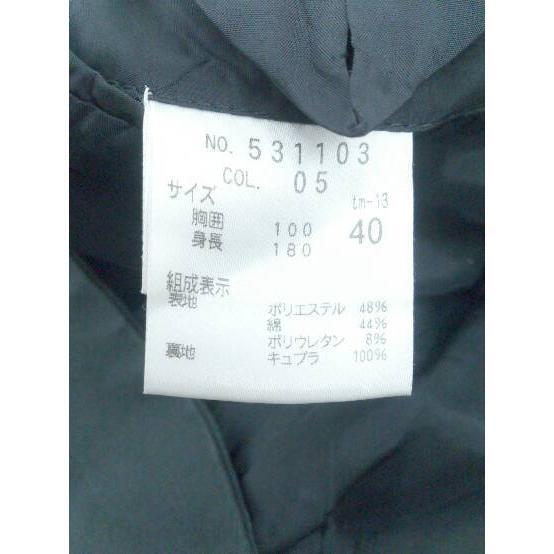 NO. 531103
COL. 05
サイズ tm-13
胸囲 100 40
身長 180
組成表示
表地 ポリエステル 48%
綿 44%
ポリウレタン 8%
裏地 キュプラ 100%